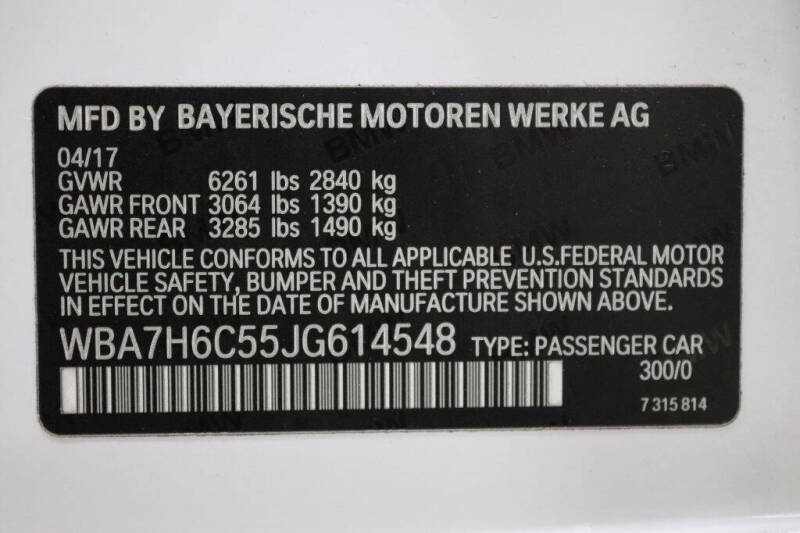 MFD BY BAYERISCHE MOTOREN WERKE AG
04/17
GVWR 6261 lbs 2840 kg
GAWR FRONT 3064 lbs 1390 kg
GAWR REAR 3285 lbs 1490 kg
THIS VEHICLE CONFORMS TO ALL APPLICABLE U.S.FEDERAL MOTOR
VEHICLE SAFETY, BUMPER AND THEFT PREVENTION STANDARDS
IN EFFECT ON THE DATE OF MANUFACTURE SHOWN ABOVE.
WBA7H6C55JG614548 TYPE: PASSENGER CAR
300/0
7 315 814